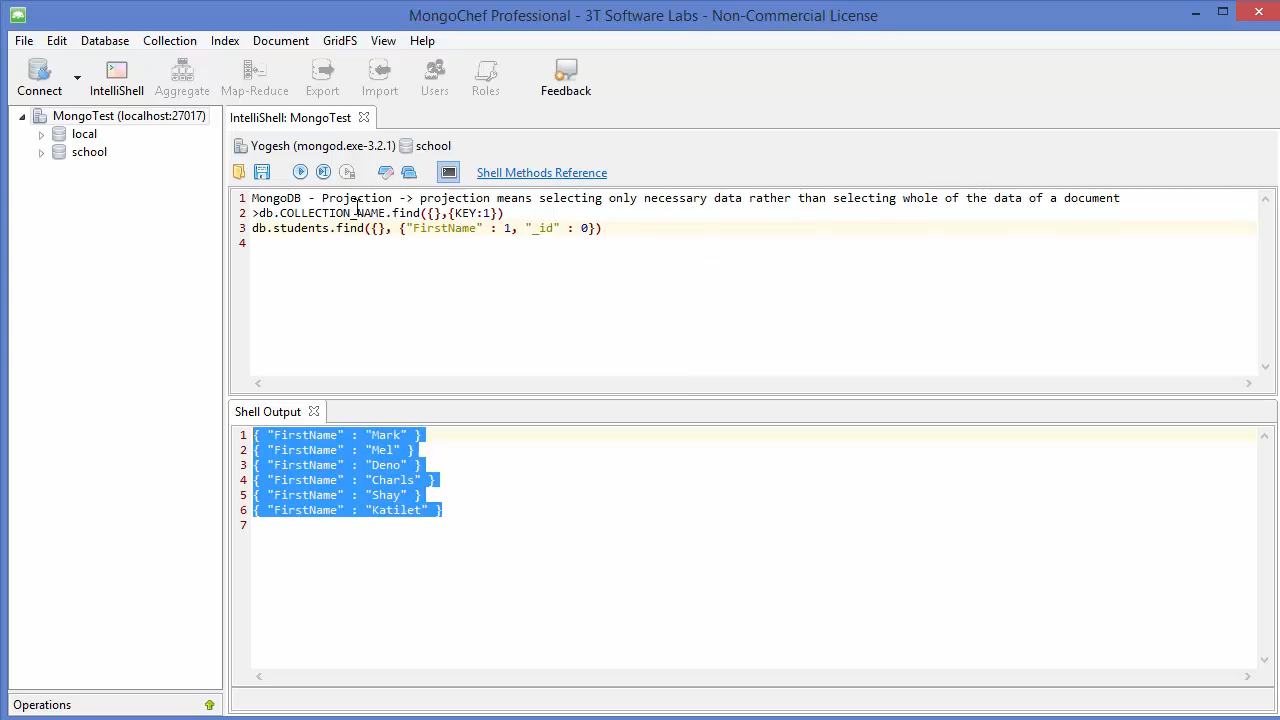 MongoChef Professional - 3T Software Labs - Non-Commercial License
File Edit Database Collection Index Document GridFS View Help
Connect IntelliShell Aggregate Map-Reduce Export Import Users Roles Feedback
MongoTest (localhost:27017)
local
school
IntelliShell: MongoTest
Yogesh (mongod.exe-3.2.1) school
Shell Methods Reference
1 MongoDB - Projection -> projection means selecting only necessary data rather than selecting whole of the data of a document
2 >db.COLLECTION_NAME.find({},{KEY:1})
3 db.students.find({}, {"FirstName" : 1, "_id" : 0})
4
Shell Output
1 { "FirstName" : "Mark" }
2 { "FirstName" : "Mel" }
3 { "FirstName" : "Deno" }
4 { "FirstName" : "Charls" }
5 { "FirstName" : "Shay" }
6 { "FirstName" : "Katilet" }
7
Operations